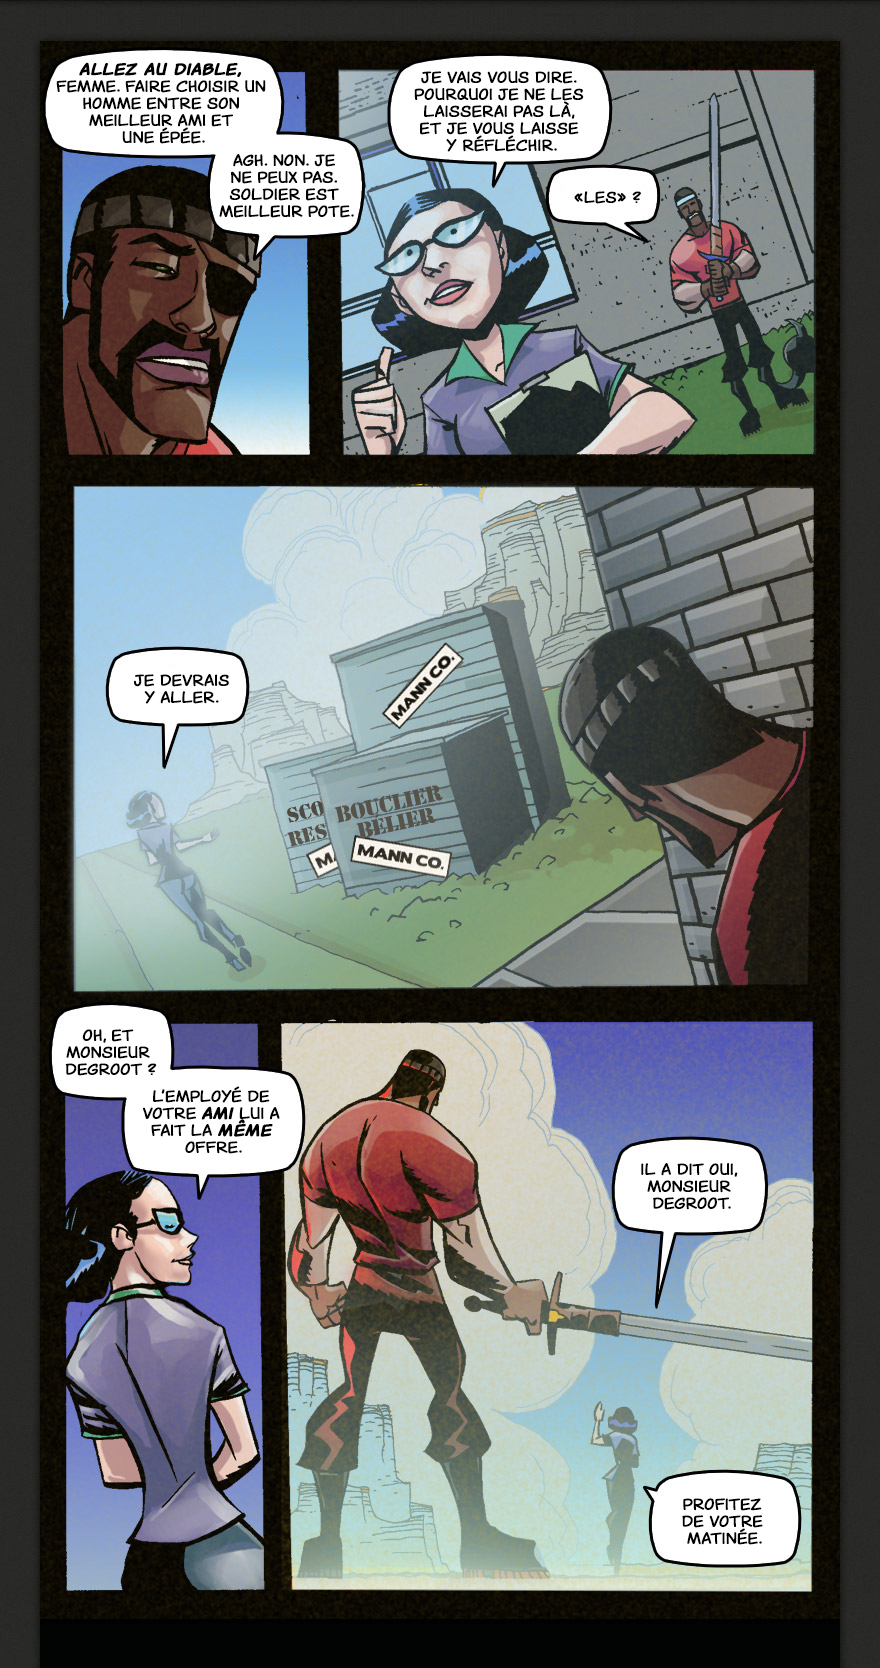 ALLEZ AU DIABLE,
FEMME. FAIRE CHOISIR UN
HOMME ENTRE SON
MEILLEUR AMI ET
UNE ÉPÉE.
AGH. NON. JE
NE PEUX PAS.
SOLDIER EST
MEILLEUR POTE.
JE VAIS VOUS DIRE.
POURQUOI JE NE LES
LAISSERAI PAS LÀ,
ET JE VOUS LAISSE
Y RÉFLÉCHIR.
«LES» ?
JE DEVRAIS
Y ALLER.
MANN CO.
SCO
RES
M
BOUCLIER
BÉLIER
MANN CO.
OH, ET
MONSIEUR
DEGROOT ?
L'EMPLOYÉ DE
VOTRE AMI LUI A
FAIT LA MÊME
OFFRE.
IL A DIT OUI,
MONSIEUR
DEGROOT.
PROFITEZ
DE VOTRE
MATINÉE.